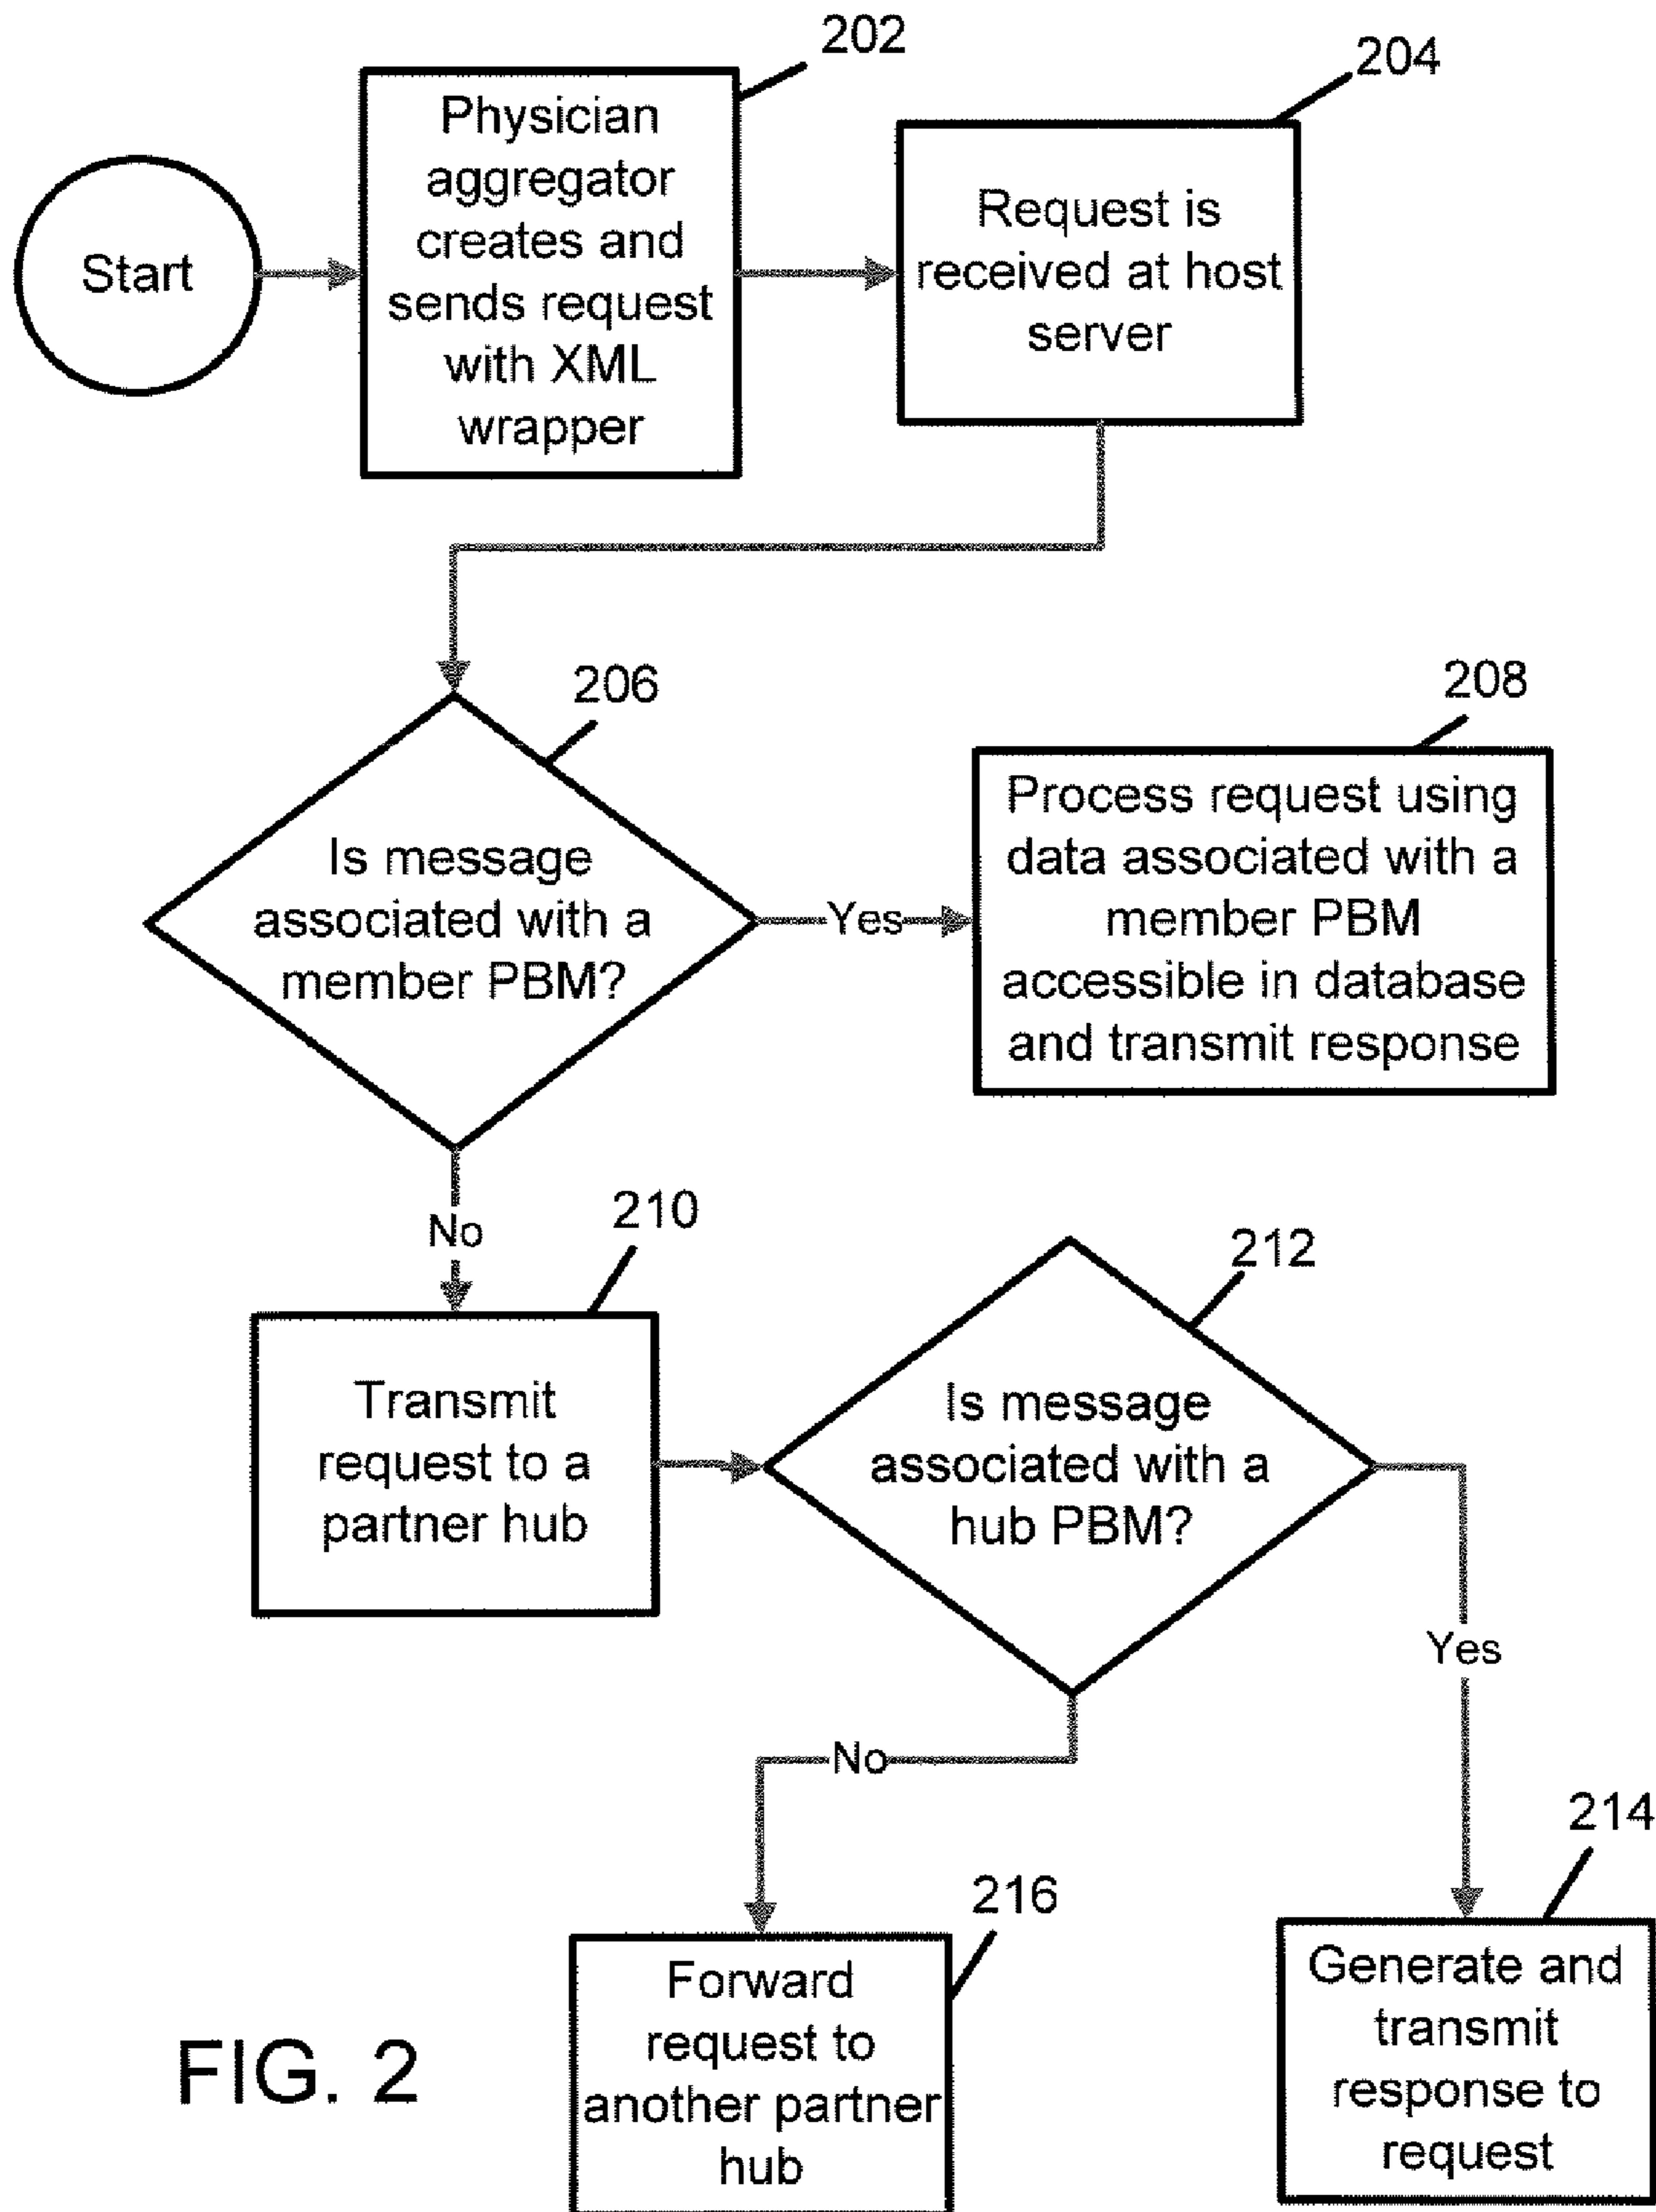 202
204
Start
Physician
aggregator
creates and
sends request
with XML
wrapper
Request is
received at host
server
206
208
Is message
associated with a
member PBM?
Yes
Process request using
data associated with a
member PBM
accessible in database
and transmit response
No
210
212
Transmit
request to a
partner hub
Is message
associated with a
hub PBM?
Yes
No
214
216
Forward
request to
another partner
hub
Generate and
transmit
response to
request
FIG. 2